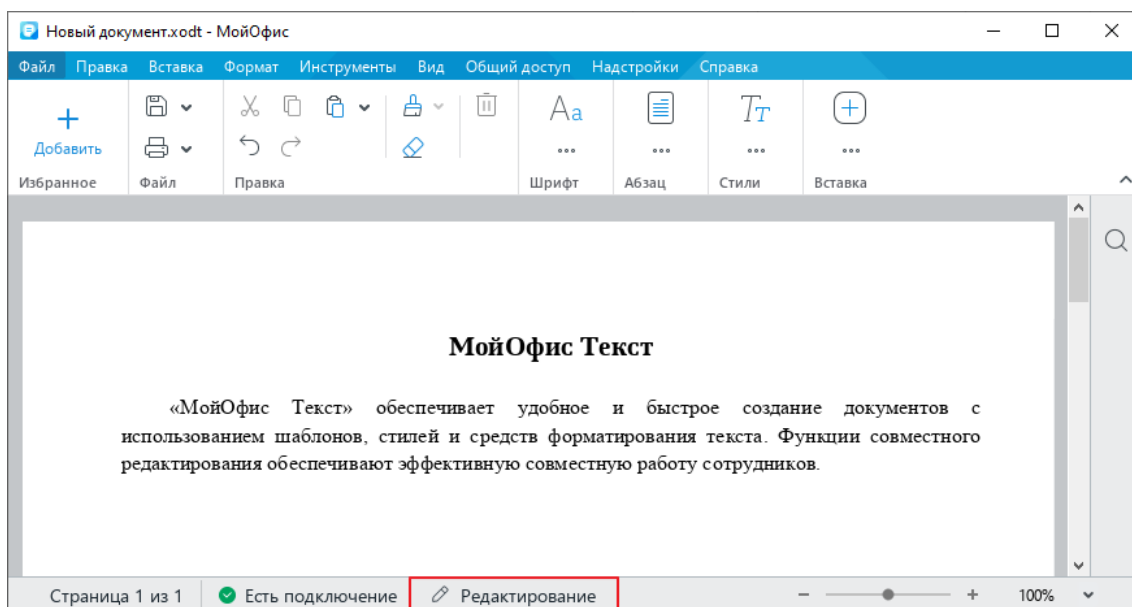 Новый документ.xodt - МойОфис
Файл Правка Вставка Формат Инструменты Вид Общий доступ Надстройки Справка
Добавить
Избранное Файл Правка Шрифт Абзац Стили Вставка
МойОфис Текст
«МойОфис Текст» обеспечивает удобное и быстрое создание документов с
использованием шаблонов, стилей и средств форматирования текста. Функции совместного
редактирования обеспечивают эффективную совместную работу сотрудников.
Страница 1 из 1 Есть подключение Редактирование 100%